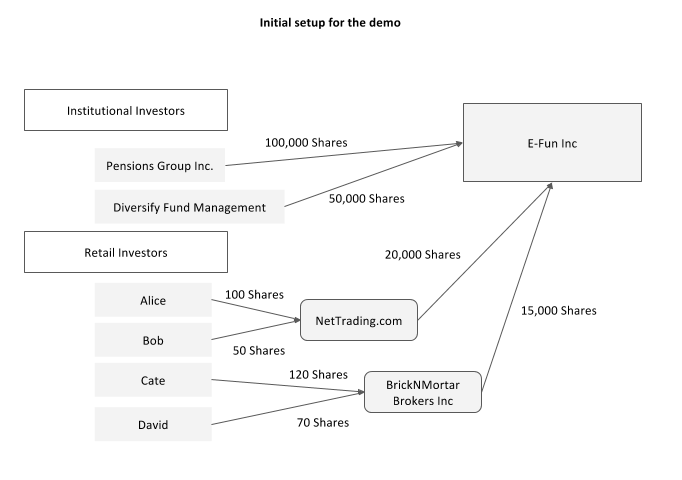 Initial setup for the demo
Institutional Investors
E-Fun Inc
100,000 Shares
Pensions Group Inc.
Diversify Fund Management
50,000 Shares
Retail Investors
20,000 Shares
Alice
100 Shares
NetTrading.com
15,000 Shares
Bob
50 Shares
Cate
120 Shares
BrickNMortar
Brokers Inc
David
70 Shares